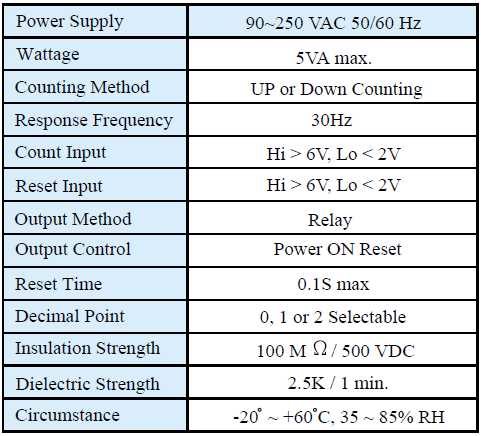 Power Supply 90~250 VAC 50/60 Hz
Wattage 5VA max.
Counting Method UP or Down Counting
Response Frequency 30Hz
Count Input Hi > 6V, Lo < 2V
Reset Input Hi > 6V, Lo < 2V
Output Method Relay
Output Control Power ON Reset
Reset Time 0.1S max
Decimal Point 0, 1 or 2 Selectable
Insulation Strength 100 M Ω / 500 VDC
Dielectric Strength 2.5K / 1 min.
Circumstance -20° ~ +60°C, 35 ~ 85% RH